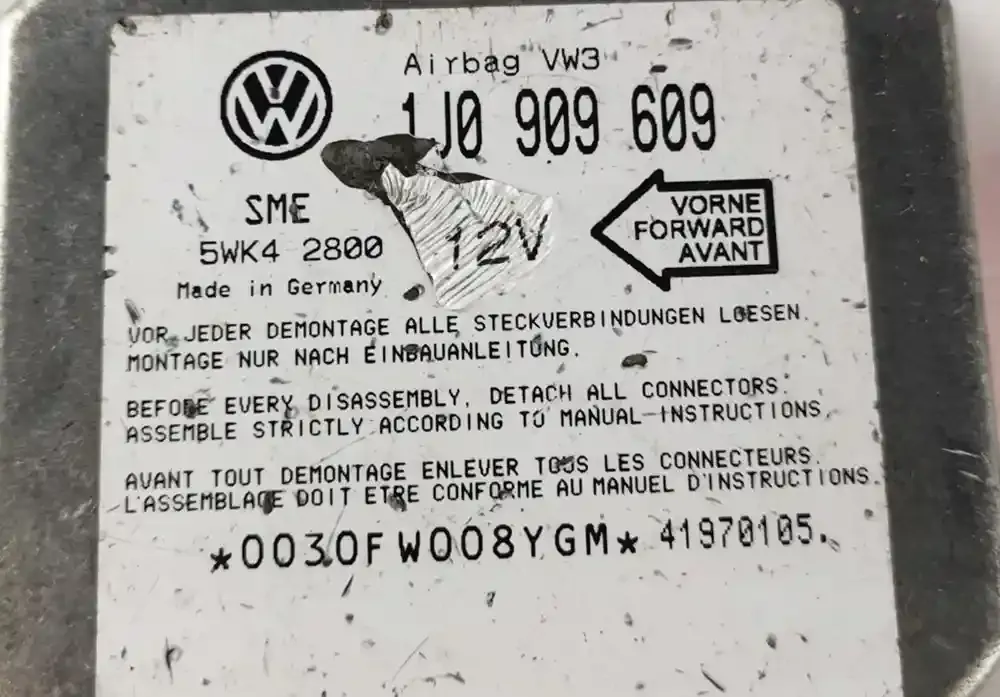 Airbag VW3
1J0 909 609
SME
5WK4 2800
12V
VORNE
FORWARD
AVANT
Made in Germany
VOR JEDER DEMONTAGE ALLE STECKVERBINDUNGEN LOESEN.
MONTAGE NUR NACH EINBAUANLEITUNG.
BEFORE EVERY DISASSEMBLY, DETACH ALL CONNECTORS.
ASSEMBLE STRICTLY ACCORDING TO MANUAL INSTRUCTIONS.
AVANT TOUT DEMONTAGE ENLEVER TOUS LES CONNECTEURS.
L'ASSEMBLAGE DOIT ETRE CONFORME AU MANUEL D'INSTRUCTIONS.
*0030FW008YGM* 41970105.